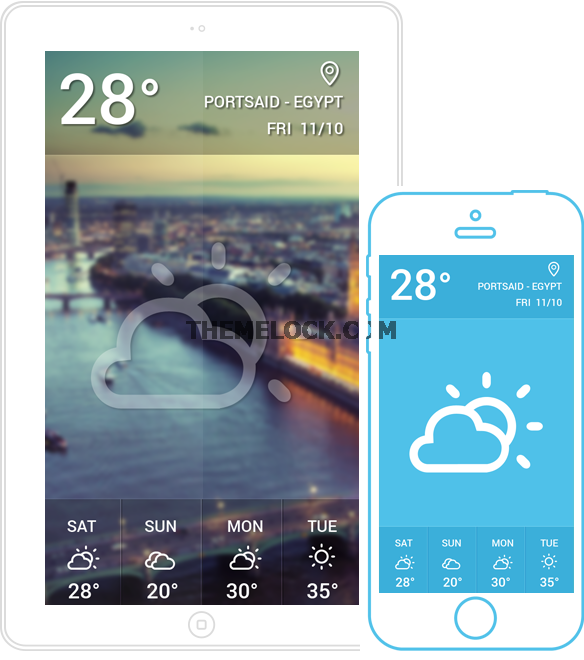 28°
PORTSAID - EGYPT
FRI 11/10
THEMELOCK.COM
SAT SUN MON TUE
28° 20° 30° 35°
28°
PORTSAID - EGYPT
FRI 11/10
SAT SUN MON TUE
28° 20° 30° 35°